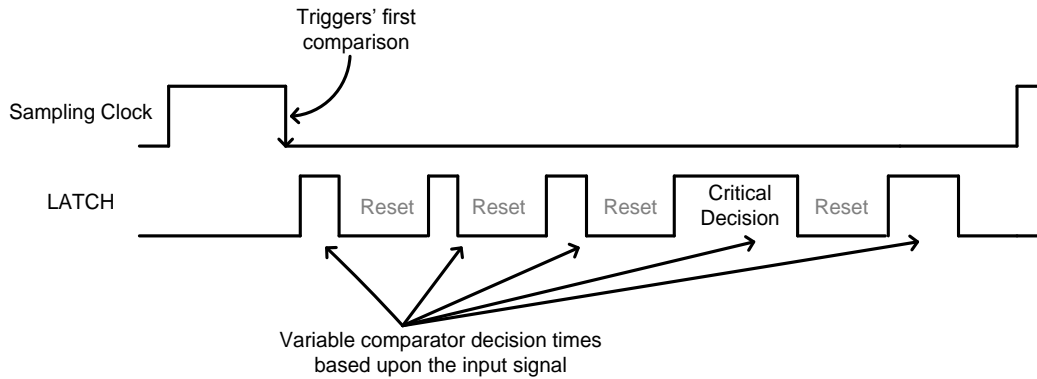 Triggers’ first
comparison
Sampling Clock
LATCH
Reset
Reset
Reset
Critical
Decision
Reset
Variable comparator decision times
based upon the input signal